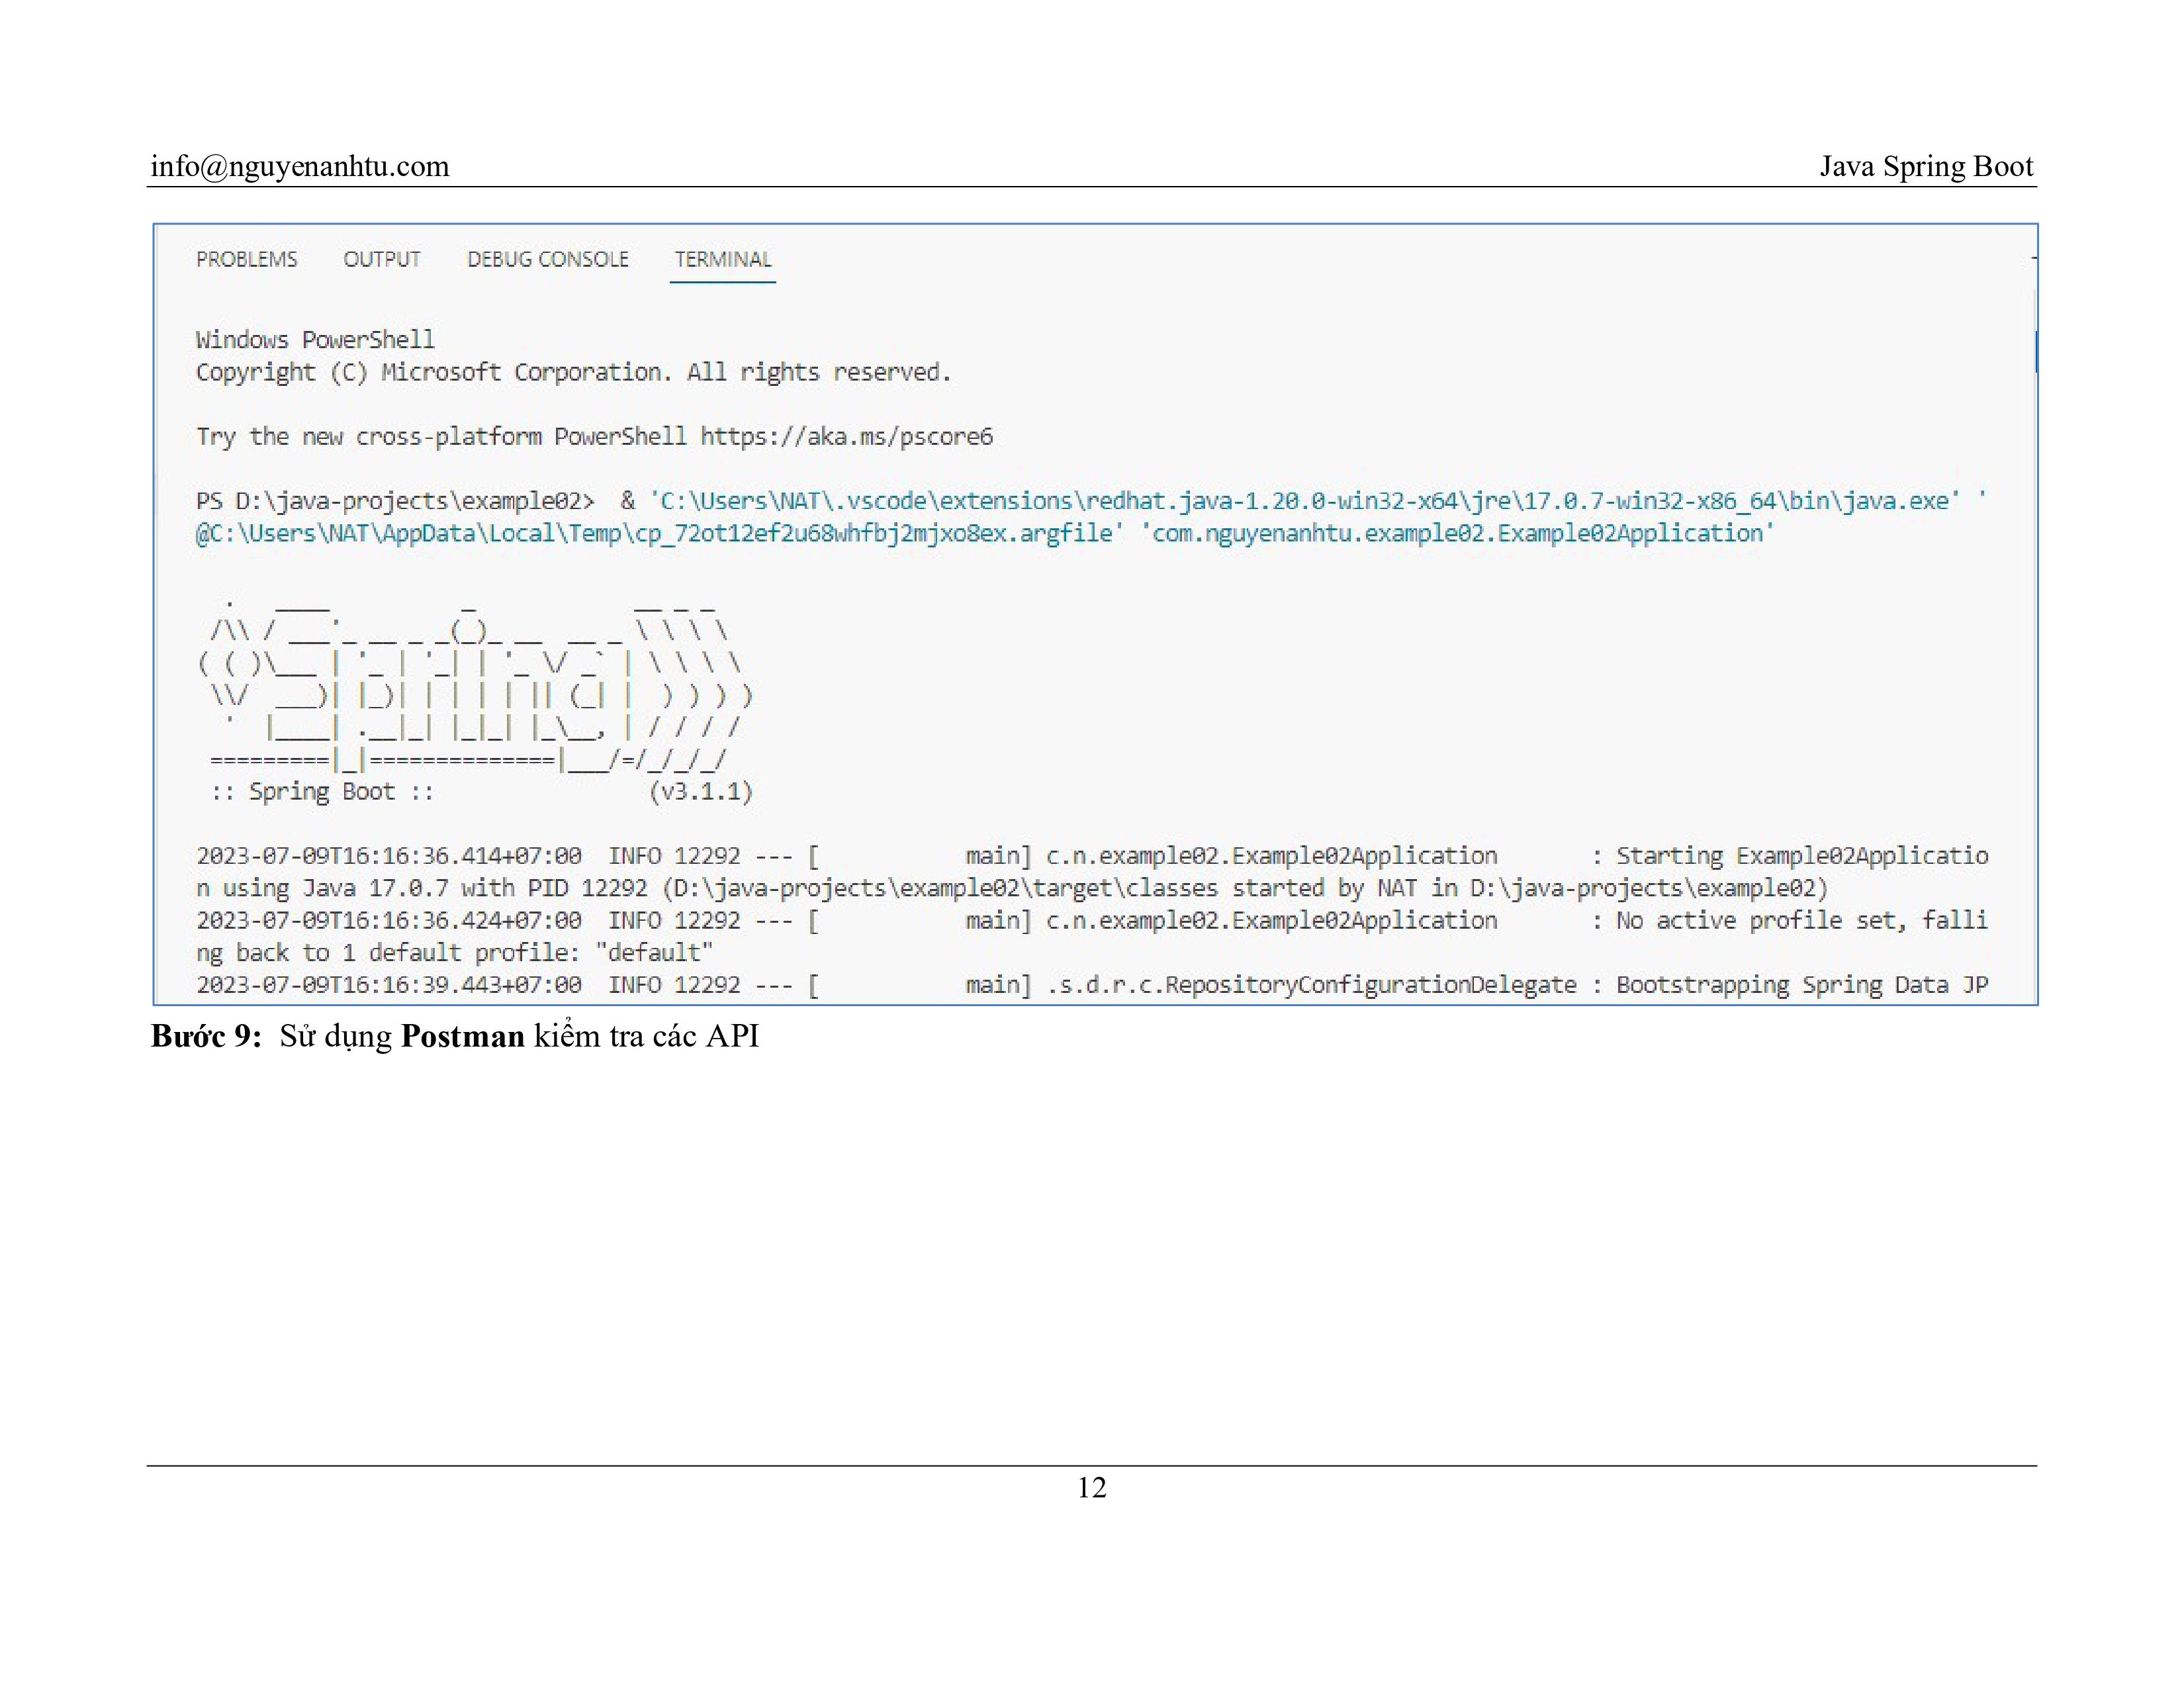 info@nguyenanhtu.com Java Spring Boot
PROBLEMS OUTPUT DEBUG CONSOLE TERMINAL
Windows PowerShell
Copyright (C) Microsoft Corporation. All rights reserved.
Try the new cross-platform PowerShell https://aka.ms/pscore6
PS D:\java-projects\example02>  & 'C:\Users\NAT\.vscode\extensions\redhat.java-1.20.0-win32-x64\jre\17.0.7-win32-x86_64\bin\java.exe' '
@C:\Users\NAT\AppData\Local\Temp\cp_72ot12ef2u68whfbj2mjxo8ex.argfile' 'com.nguyenanhtu.example02.Example02Application'
  .   ____          _            __ _ _
 /\\ / ___'_ __ _ _(_)_ __  __ _ \ \ \ \
( ( )\___ | '_ | '_| | '_ \/ _` | \ \ \ \
 \\/  ___)| |_)| | | | | || (_| |  ) ) ) )
  '  |____| .__|_| |_|_| |_\__, | / / / /
 =========|_|==============|___/=/_/_/_/
 :: Spring Boot ::                (v3.1.1)
2023-07-09T16:16:36.414+07:00  INFO 12292 --- [           main] c.n.example02.Example02Application       : Starting Example02Applicatio
n using Java 17.0.7 with PID 12292 (D:\java-projects\example02\target\classes started by NAT in D:\java-projects\example02)
2023-07-09T16:16:36.424+07:00  INFO 12292 --- [           main] c.n.example02.Example02Application       : No active profile set, falli
ng back to 1 default profile: "default"
2023-07-09T16:16:39.443+07:00  INFO 12292 --- [           main] .s.d.r.c.RepositoryConfigurationDelegate : Bootstrapping Spring Data JP
Bước 9: Sử dụng Postman kiểm tra các API
12